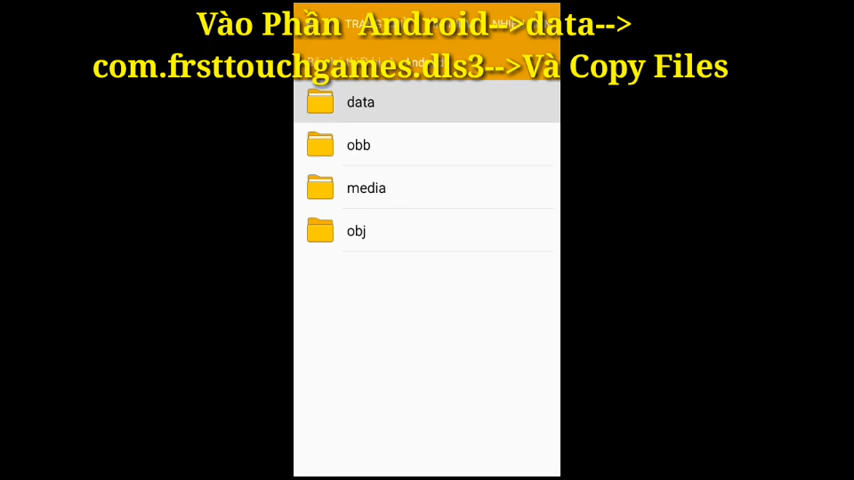 Vào Phần Android-->data-->
com.frsttouchgames.dls3-->Và Copy Files
data
obb
media
obj